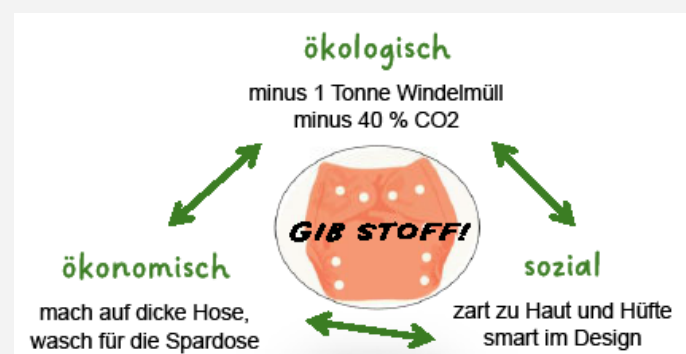 ökologisch
minus 1 Tonne Windelmüll
minus 40 % CO2
GIB STOFF!
ökonomisch
mach auf dicke Hose,
wasch für die Spardose
sozial
zart zu Haut und Hüfte
smart im Design